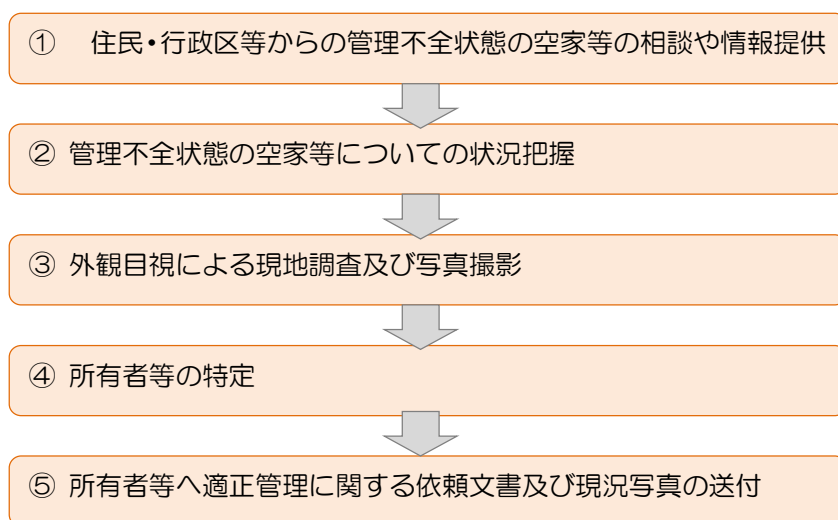 ① 住民・行政区等からの管理不全状態の空家等の相談や情報提供
② 管理不全状態の空家等についての状況把握
③ 外観目視による現地調査及び写真撮影
④ 所有者等の特定
⑤ 所有者等へ適正管理に関する依頼文書及び現況写真の送付